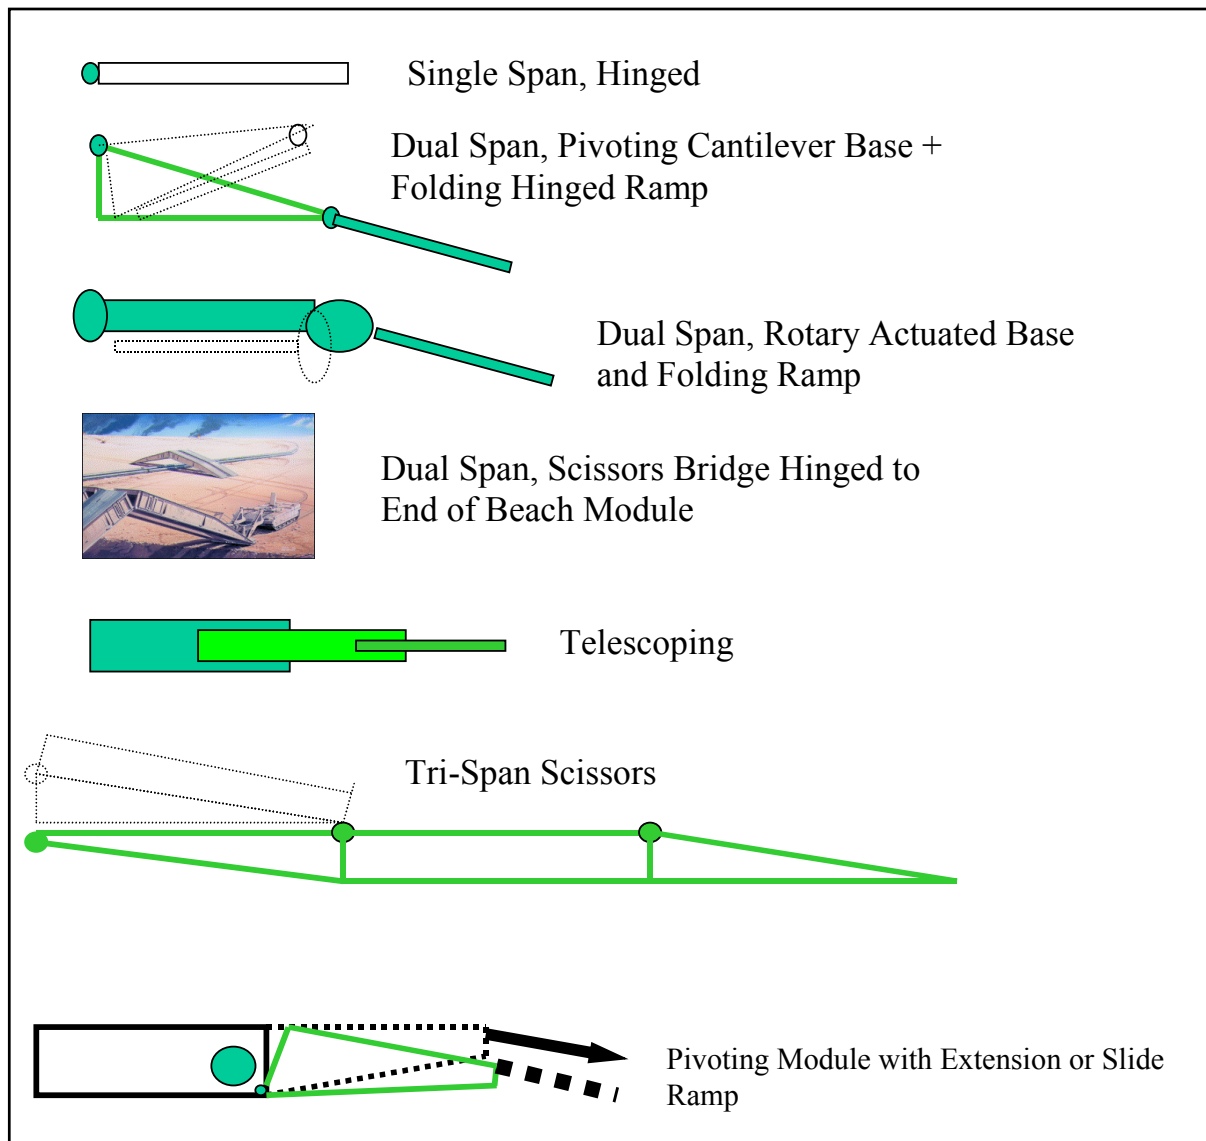 Single Span, Hinged
Dual Span, Pivoting Cantilever Base +
Folding Hinged Ramp
Dual Span, Rotary Actuated Base
and Folding Ramp
Dual Span, Scissors Bridge Hinged to
End of Beach Module
Telescoping
Tri-Span Scissors
Pivoting Module with Extension or Slide
Ramp